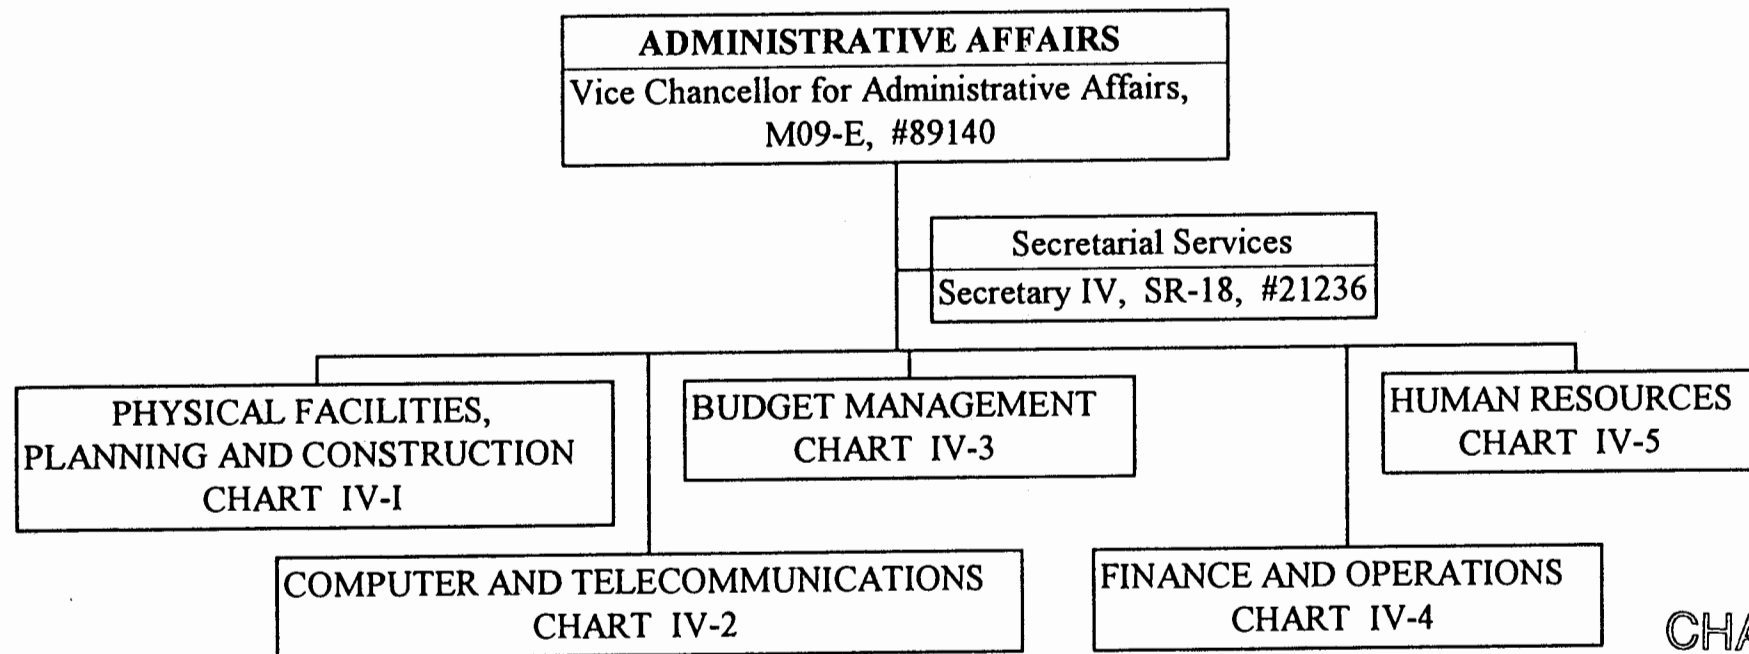 ADMINISTRATIVE AFFAIRS
Vice Chancellor for Administrative Affairs,
M09-E, #89140
Secretarial Services
Secretary IV, SR-18, #21236
PHYSICAL FACILITIES,
PLANNING AND CONSTRUCTION
CHART IV-I
BUDGET MANAGEMENT
CHART IV-3
HUMAN RESOURCES
CHART IV-5
COMPUTER AND TELECOMMUNICATIONS
CHART IV-2
FINANCE AND OPERATIONS
CHART IV-4